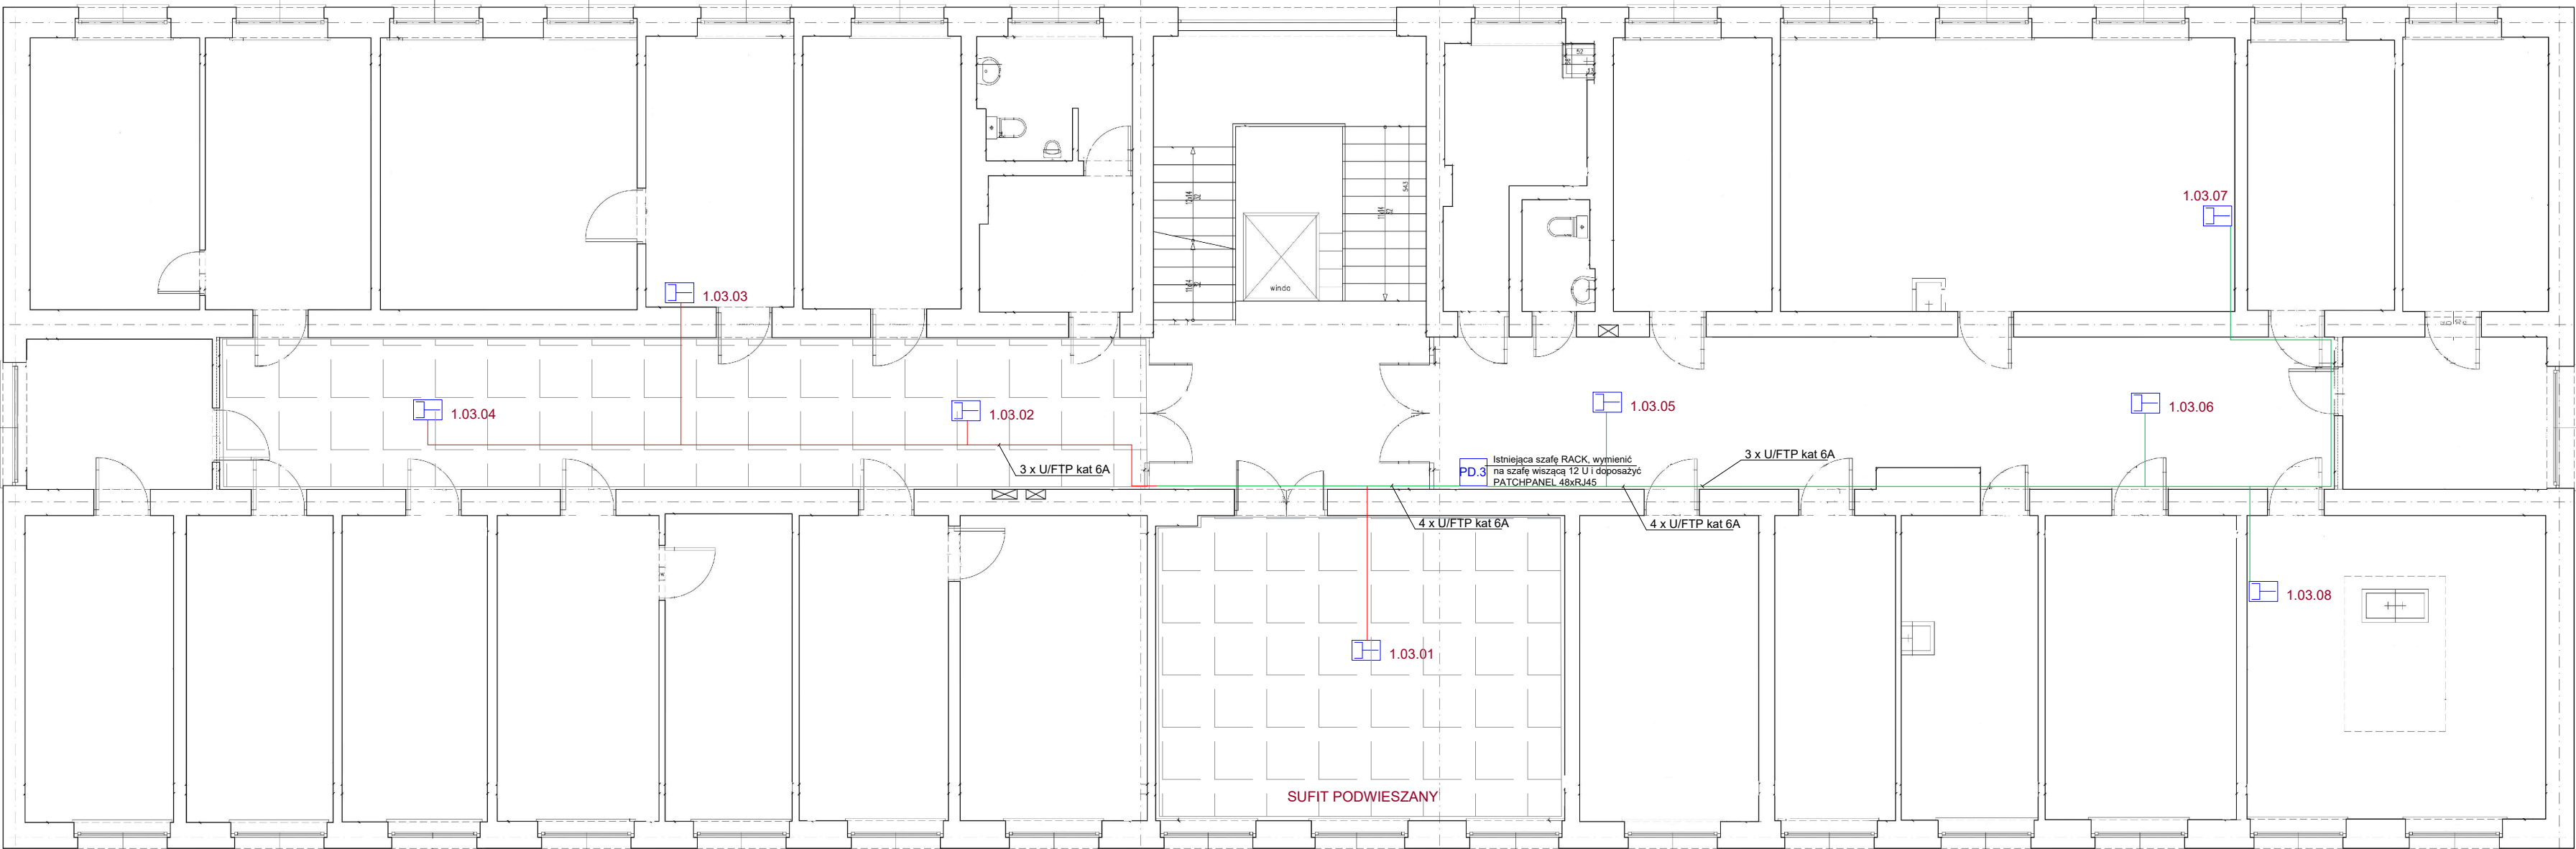 52
1.03.07
543
winda
1.03.03
1.03.04
1.03.02
1.03.05
1.03.06
3 x U/FTP kat 6A
PD.3
Istniejąca szafę RACK, wymienić
na szafę wiszącą 12 U i doposażyć
PATCHPANEL 48xRJ45
3 x U/FTP kat 6A
4 x U/FTP kat 6A
4 x U/FTP kat 6A
1.03.08
1.03.01
SUFIT PODWIESZANY